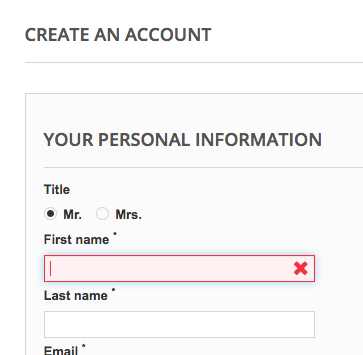 CREATE AN ACCOUNT
YOUR PERSONAL INFORMATION
Title
Mr. Mrs.
First name *
Last name *
Email *